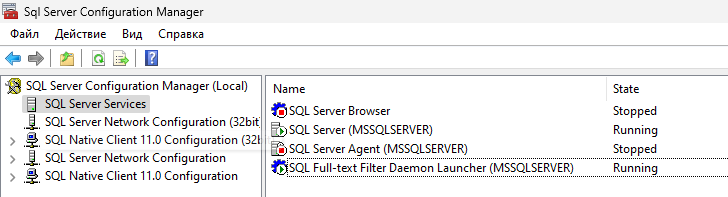 Sql Server Configuration Manager
Файл Действие Вид Справка
SQL Server Configuration Manager (Local)
SQL Server Services
SQL Server Network Configuration (32bit)
SQL Native Client 11.0 Configuration (32b
SQL Server Network Configuration
SQL Native Client 11.0 Configuration
Name State
SQL Server Browser Stopped
SQL Server (MSSQLSERVER) Running
SQL Server Agent (MSSQLSERVER) Stopped
SQL Full-text Filter Daemon Launcher (MSSQLSERVER) Running